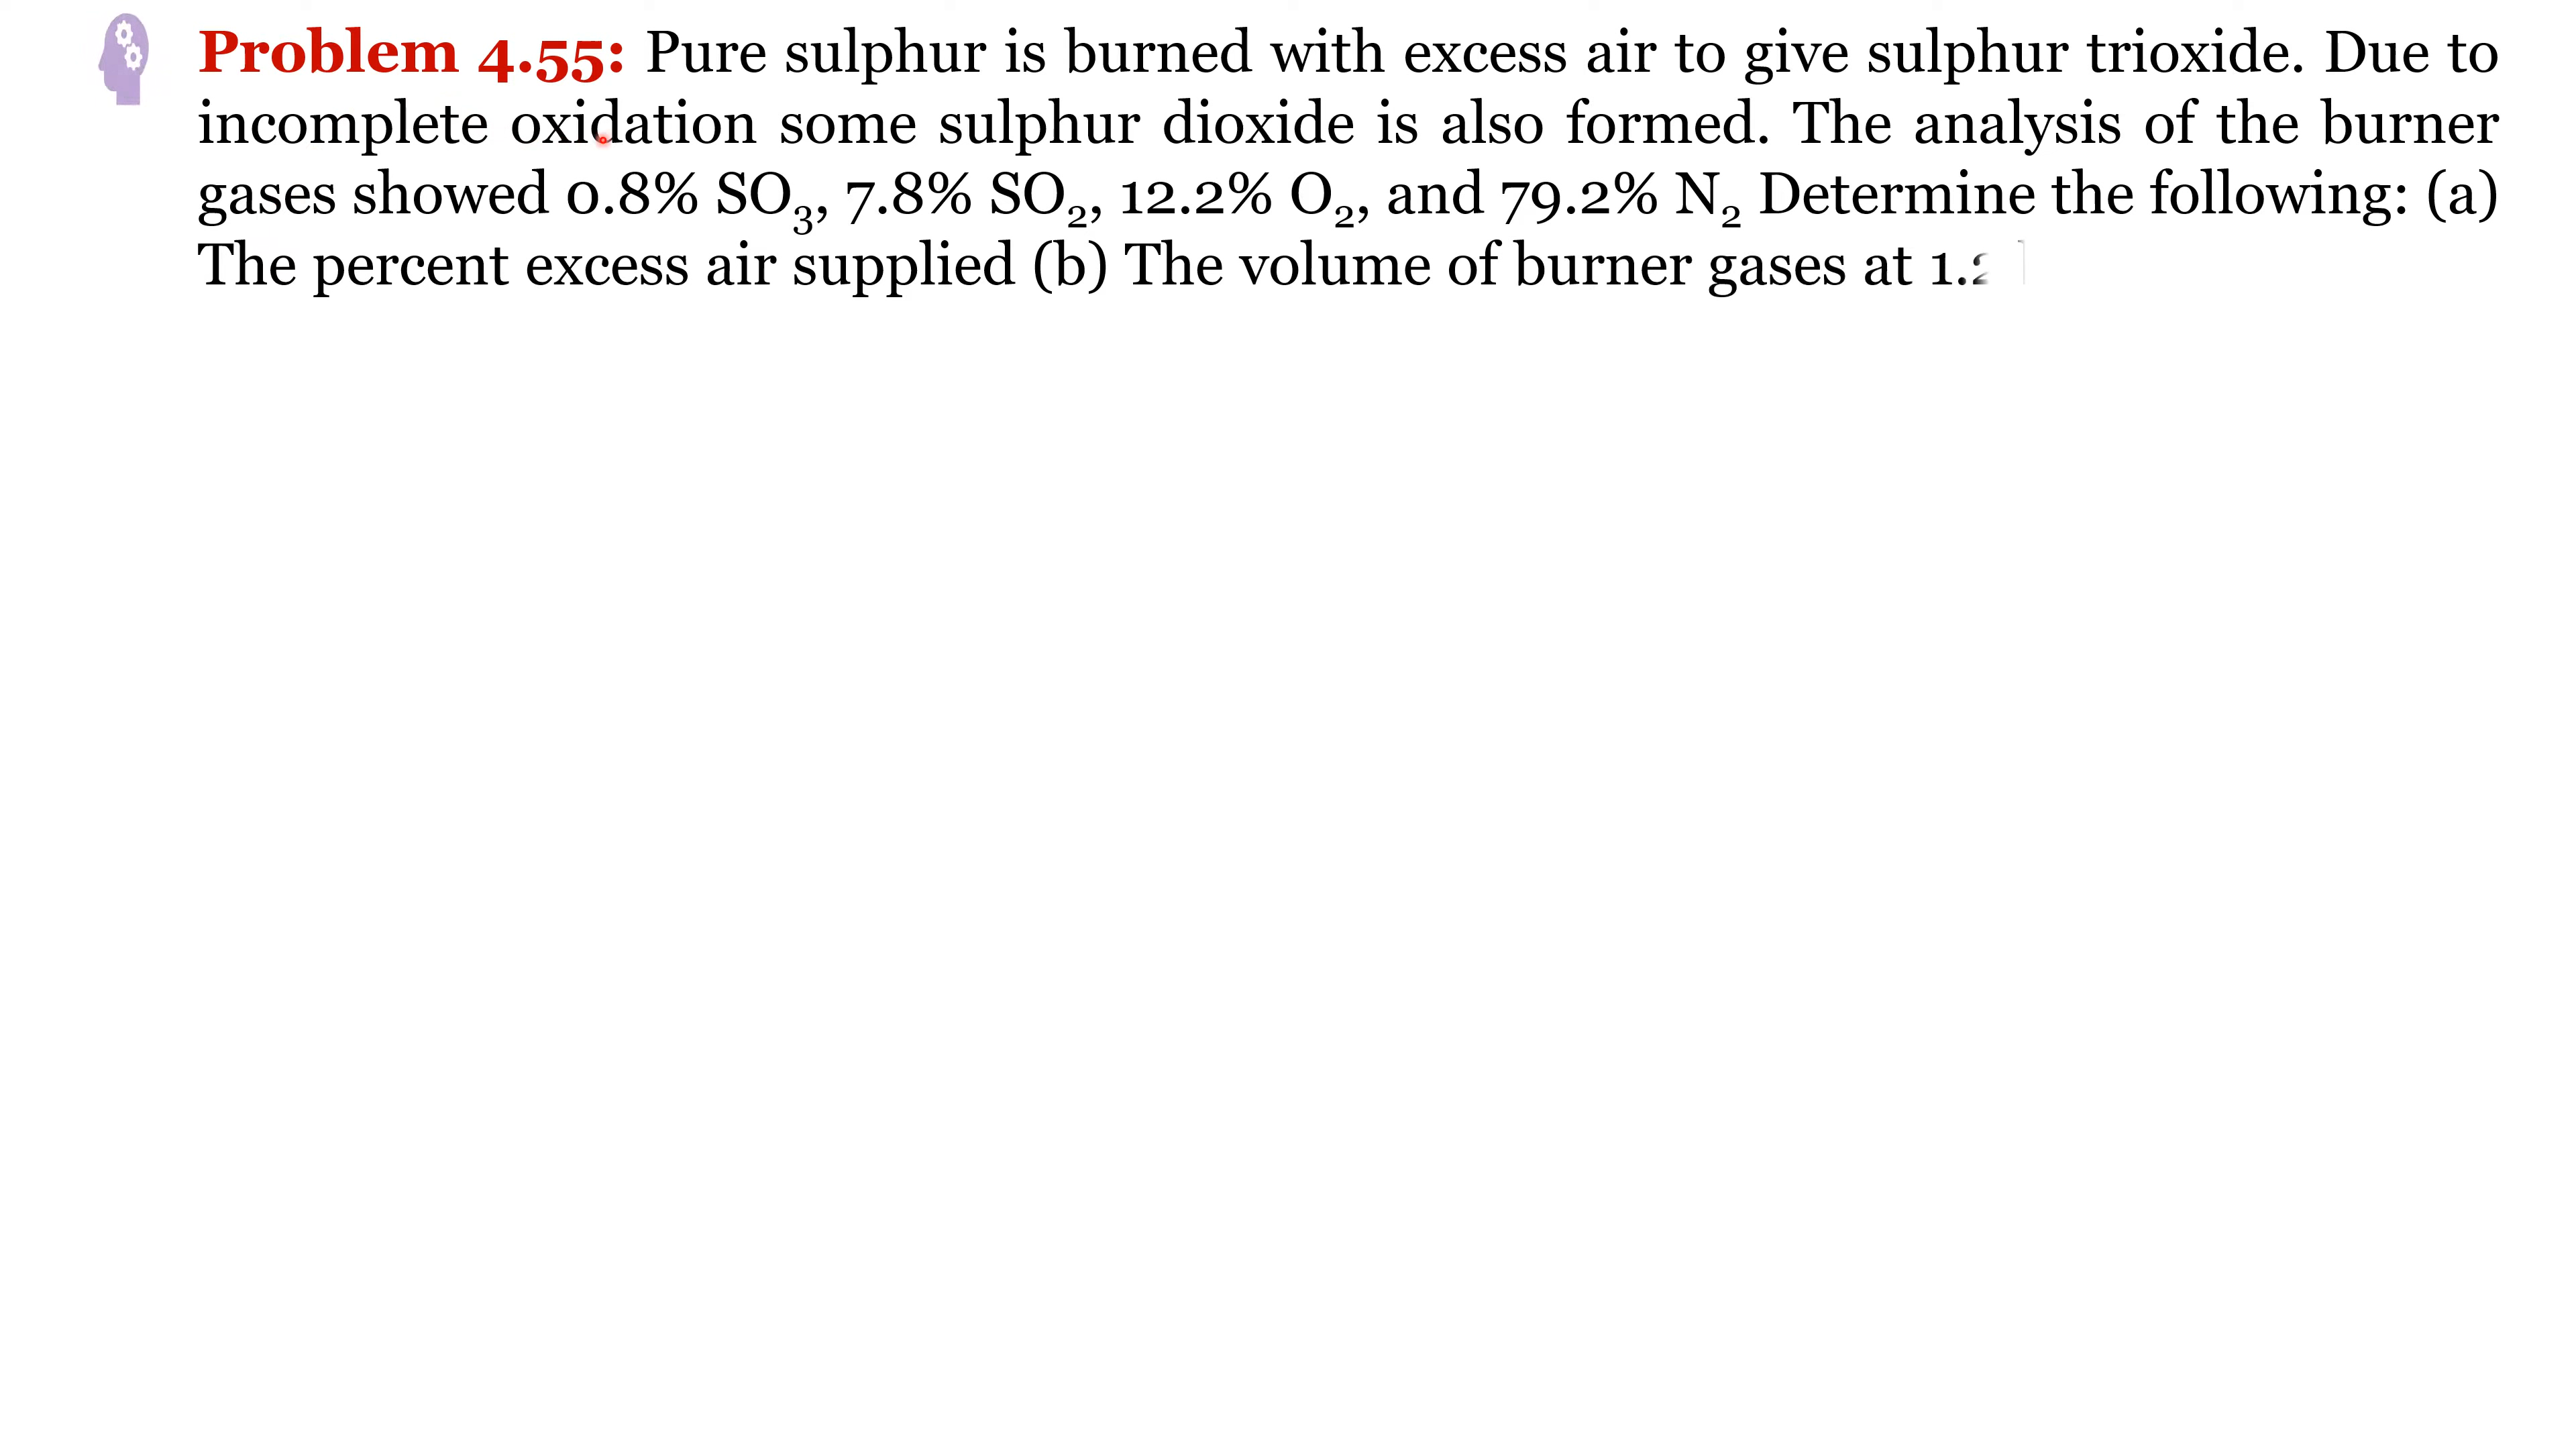 Problem 4.55: Pure sulphur is burned with excess air to give sulphur trioxide. Due to
incomplete oxidation some sulphur dioxide is also formed. The analysis of the burner
gases showed 0.8% SO₃, 7.8% SO₂, 12.2% O₂, and 79.2% N₂ Determine the following: (a)
The percent excess air supplied (b) The volume of burner gases at